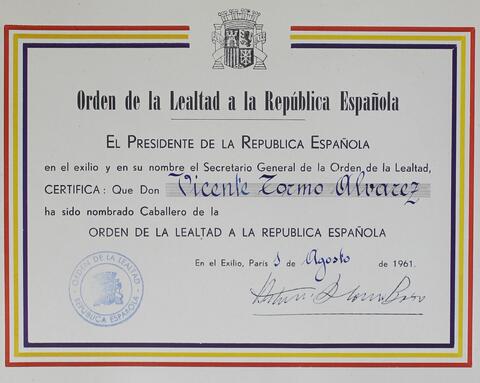 Orden de la Lealtad a la República Española
EL PRESIDENTE DE LA REPUBLICA ESPAÑOLA
en el exilio y en su nombre el Secretario General de la Orden de la Lealtad,
CERTIFICA: Que Don Vicente Tormo Alvarez
ha sido nombrado Caballero de la
ORDEN DE LA LEALTAD A LA REPUBLICA ESPAÑOLA
En el Exilio, París de Agosto de 1961.
ORDEN DE LA LEALTAD
REPÚBLICA ESPAÑOLA